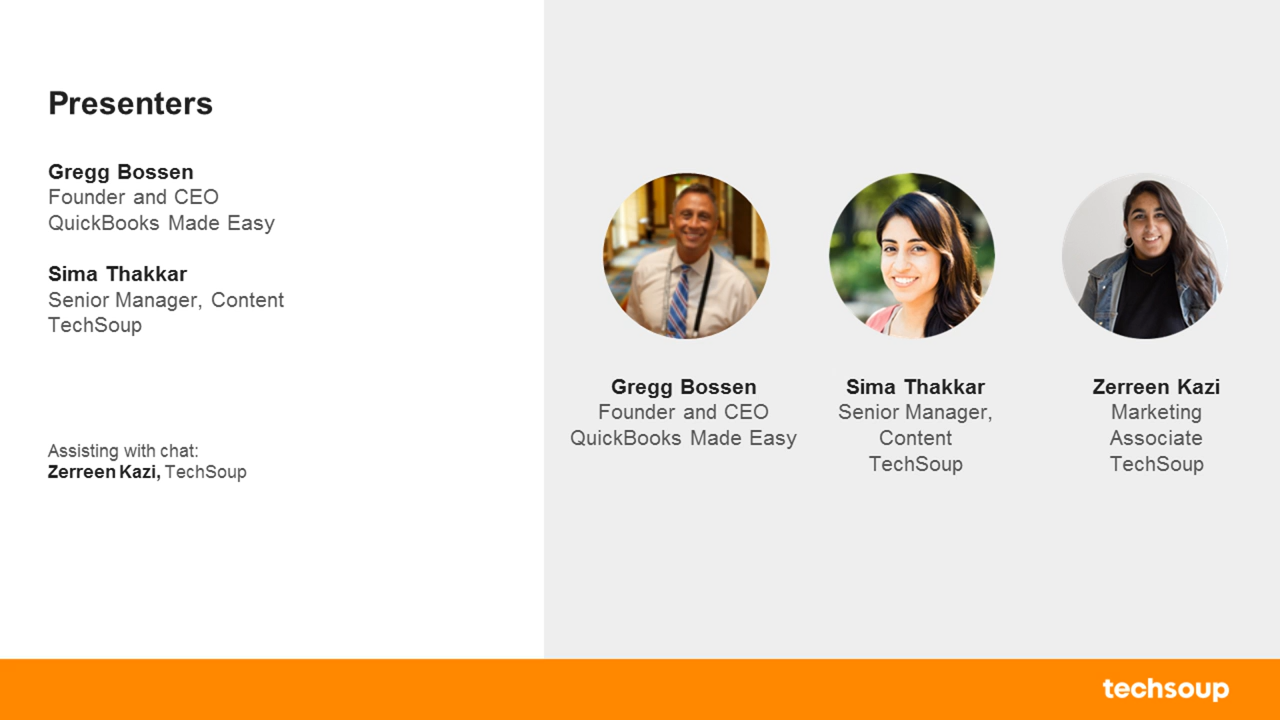 Presenters
Gregg Bossen
Founder and CEO
QuickBooks Made Easy
Sima Thakkar
Senior Manager, Content
TechSoup
Assisting with chat:
Zerreen Kazi, TechSoup
Gregg Bossen
Founder and CEO
QuickBooks Made Easy
Sima Thakkar
Senior Manager,
Content
TechSoup
Zerreen Kazi
Marketing
Associate
TechSoup
techsoup